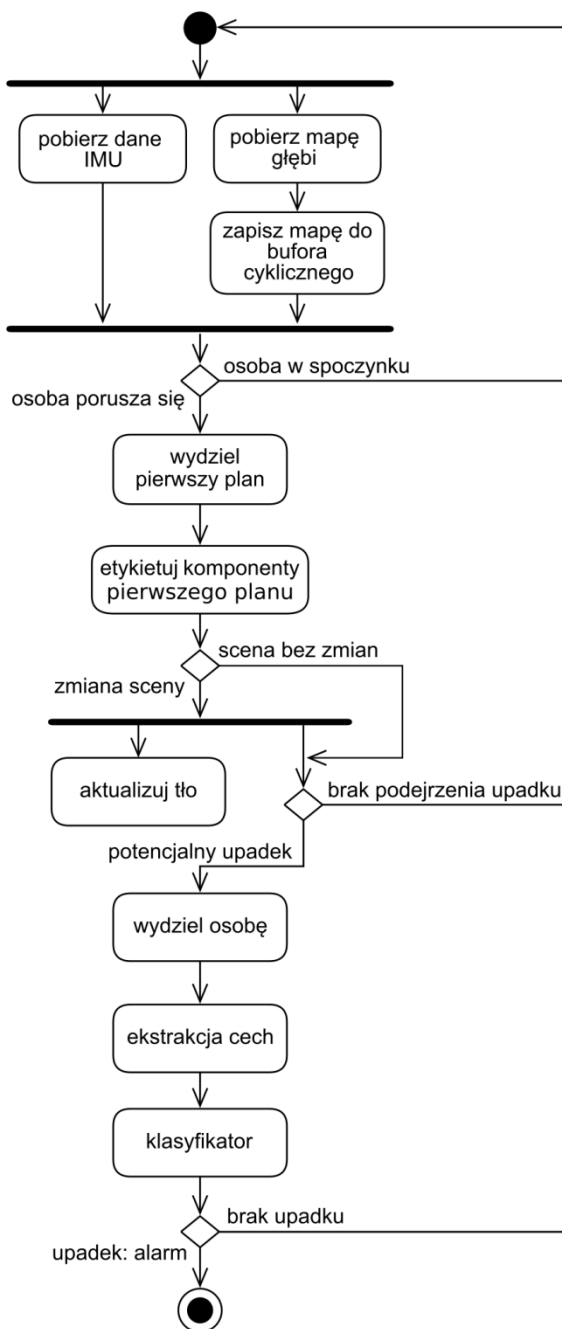 pobierz dane
IMU
pobierz mapę
głębi
zapisz mapę do
bufora
cyklicznego
osoba w spoczynku
osoba porusza się
wydziel
pierwszy plan
etykietuj komponenty
pierwszego planu
scena bez zmian
zmiana sceny
aktualizuj tło
brak podejrzenia upadku
potencjalny upadek
wydziel osobę
ekstrakcja cech
klasyfikator
brak upadku
upadek: alarm